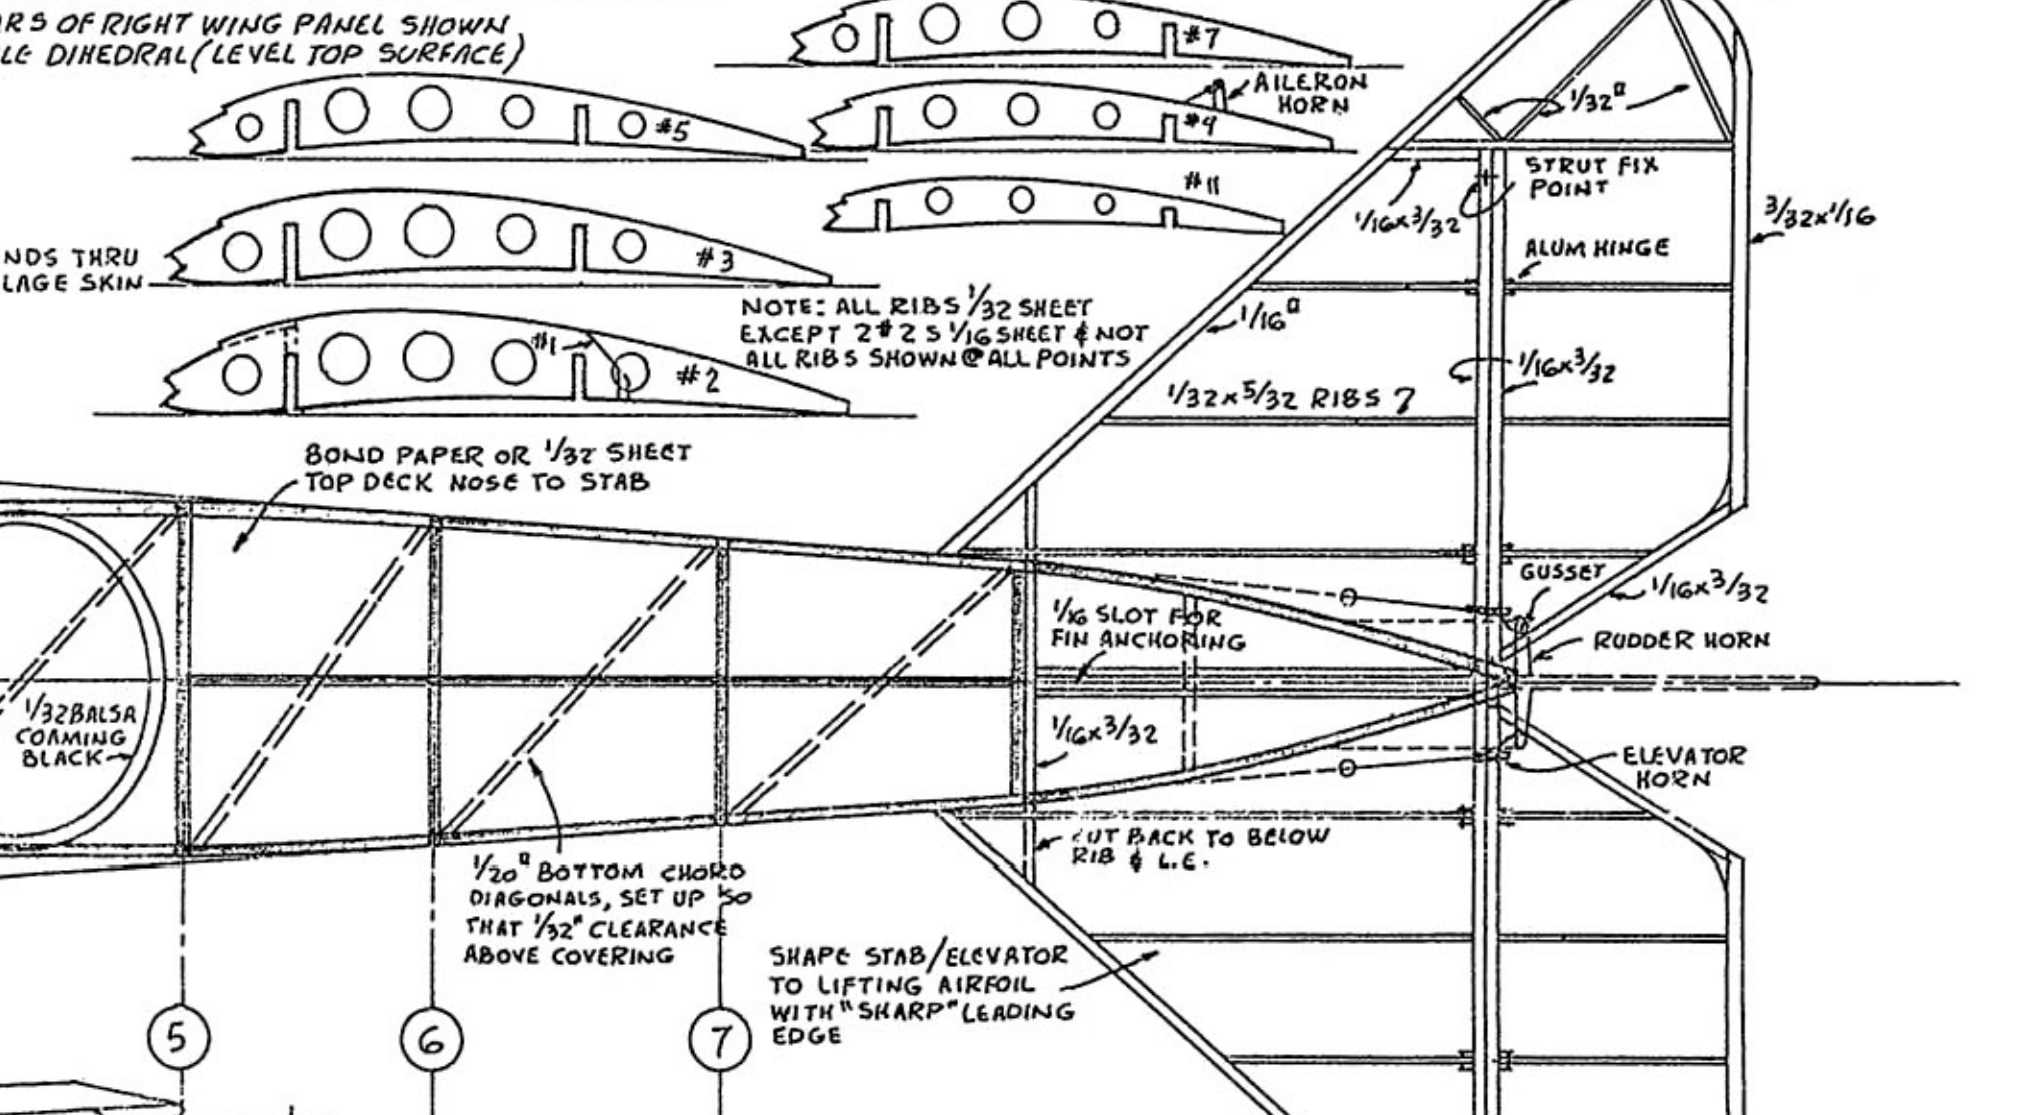 ARS OF RIGHT WING PANEL SHOWN
LE DIHEDRAL (LEVEL TOP SURFACE)
#5
#7
AILERON
HORN
#9
#11
#3
NDS THRU
LAGE SKIN
#1
#2
NOTE: ALL RIBS 1/32 SHEET
EXCEPT 2 #2 S 1/16 SHEET & NOT
ALL RIBS SHOWN @ ALL POINTS
1/32"
STRUT FIX
POINT
1/16x3/32
3/32x1/16
ALUM HINGE
1/16"
1/16x3/32
1/32x5/32 RIBS 7
BOND PAPER OR 1/32 SHEET
TOP DECK NOSE TO STAB
GUSSET
1/16x3/32
1/16 SLOT FOR
FIN ANCHORING
RUDDER HORN
1/32 BALSA
COAMING
BLACK
1/16x3/32
ELEVATOR
HORN
CUT BACK TO BELOW
RIB & L.E.
1/20" BOTTOM CHORD
DIAGONALS, SET UP SO
THAT 1/32" CLEARANCE
ABOVE COVERING
SHAPE STAB/ELEVATOR
TO LIFTING AIRFOIL
WITH "SHARP" LEADING
EDGE
5
6
7